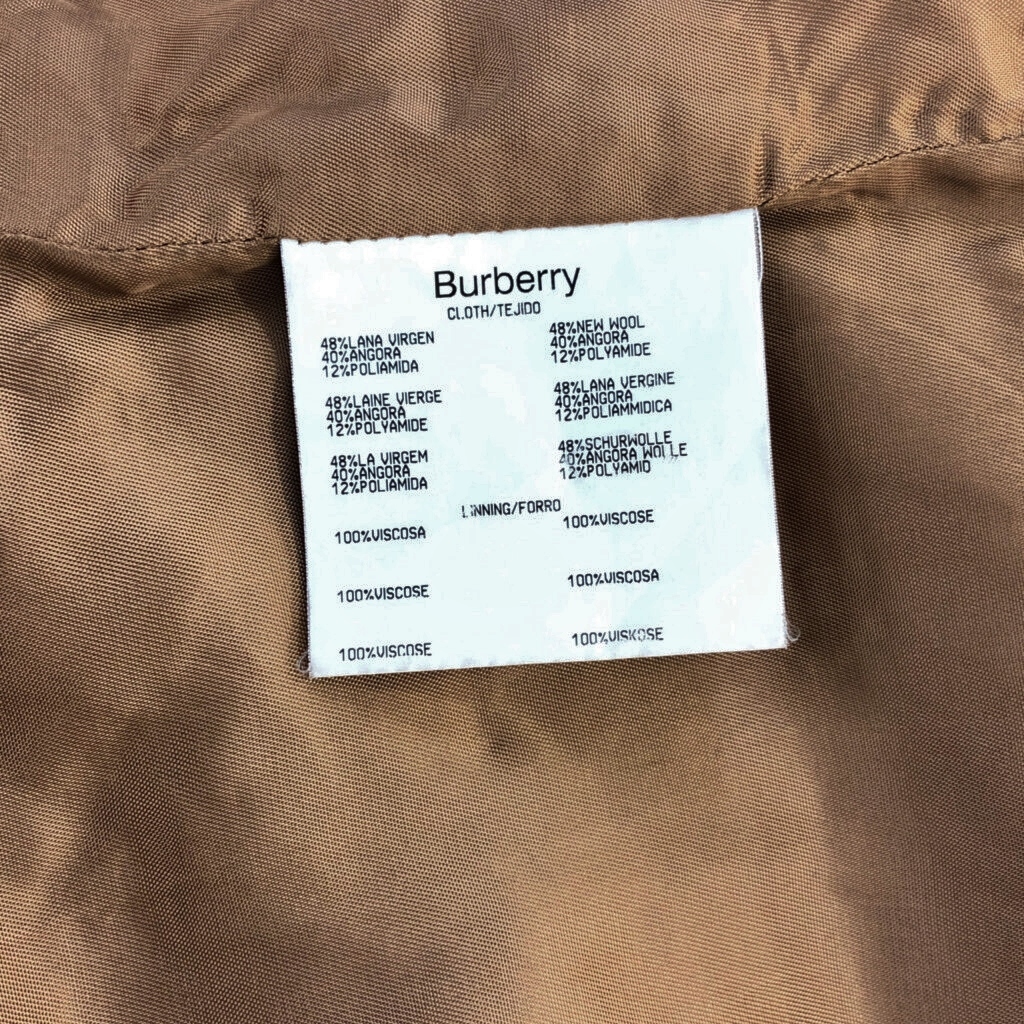 Burberry
CLOTH/TEJIDO
48%LANA VIRGEN
40%ANGORA
12%POLIAMIDA
48%NEW WOOL
40%ANGORA
12%POLYAMIDE
48%LAINE VIERGE
40%ANGORA
12%POLYAMIDE
48%LANA VERGINE
40%ANGORA
12%POLIAMMIDICA
48%LA VIRGEM
40%ANGORA
12%POLIAMIDA
48%SCHURWOLLE
40%ANGORA WOLLE
12%POLYAMID
LINNING/FORRO
100%VISCOSA
100%VISCOSE
100%VISCOSE
100%VISCOSA
100%VISCOSE
100%VISKOSE